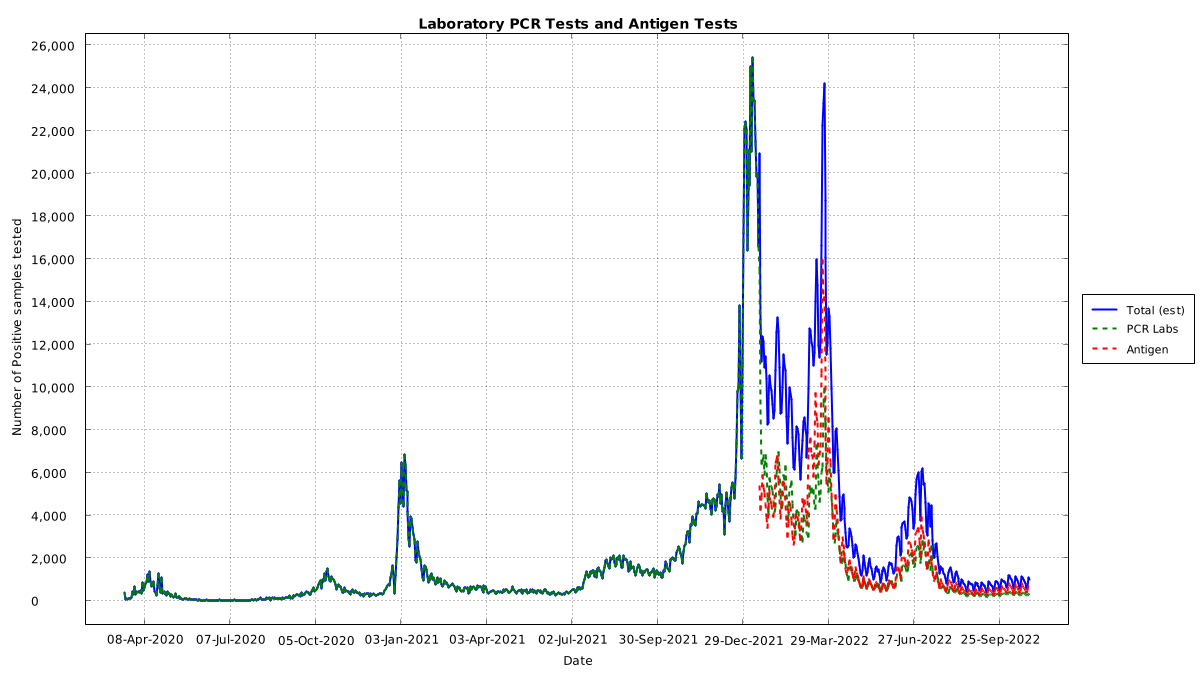 Laboratory PCR Tests and Antigen Tests
26,000
24,000
22,000
20,000
18,000
16,000
14,000
12,000
10,000
8,000
6,000
4,000
2,000
0
Number of Positive samples tested
08-Apr-2020 07-Jul-2020 05-Oct-2020 03-Jan-2021 03-Apr-2021 02-Jul-2021 30-Sep-2021 29-Dec-2021 29-Mar-2022 27-Jun-2022 25-Sep-2022
Date
Total (est)
PCR Labs
Antigen